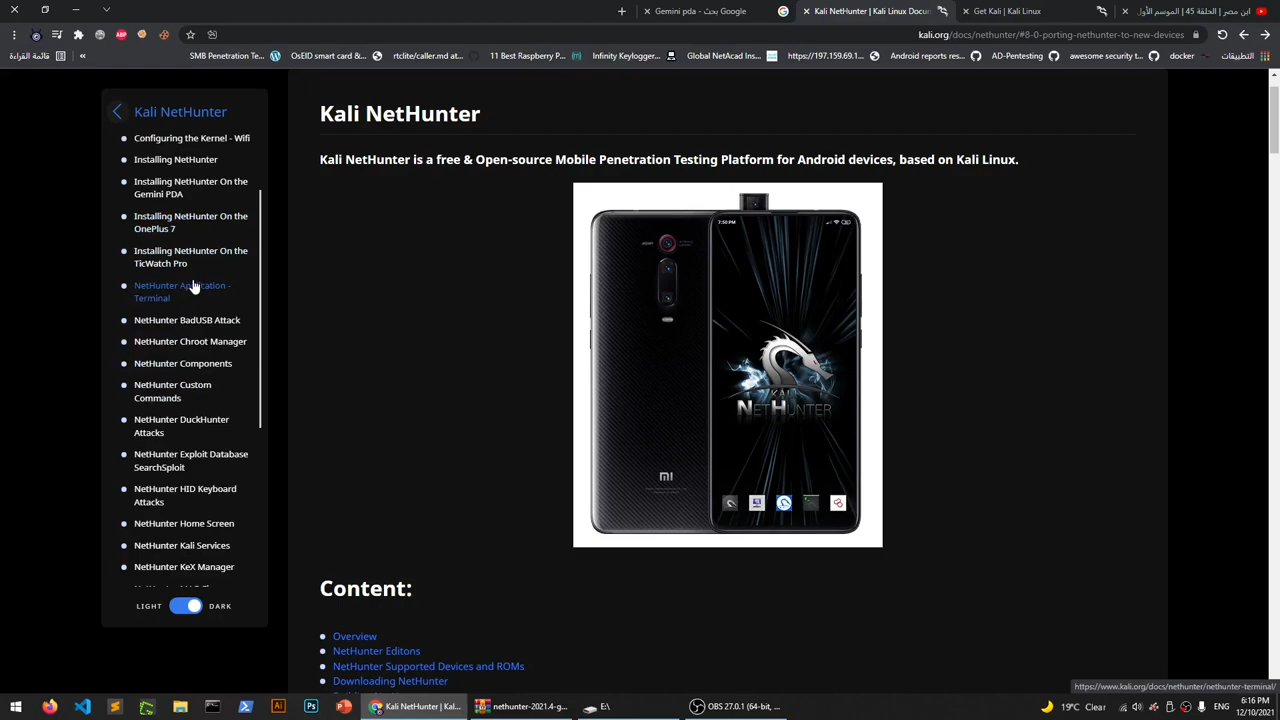 Gemini pda بحث - Google
Kali NetHunter | Kali Linux Docu
Get Kali | Kali Linux
ابن مصر | الحلقة 45 | الموسم الأول
kali.org/docs/nethunter/#8-0-porting-nethunter-to-new-devices
قائمة القراءة
SMB Penetration Test
OsEID smart card &...
rtclite/caller.md at...
11 Best Raspberry P...
Infinity Keylogger...
Global NetAcad Ins...
https://197.159.69.1...
Android reports res...
AD-Pentesting
awesome security t...
docker
التطبيقات
Kali NetHunter
Configuring the Kernel - Wifi
Installing NetHunter
Installing NetHunter On the
Gemini PDA
Installing NetHunter On the
OnePlus 7
Installing NetHunter On the
TicWatch Pro
NetHunter Application -
Terminal
NetHunter BadUSB Attack
NetHunter Chroot Manager
NetHunter Components
NetHunter Custom
Commands
NetHunter DuckHunter
Attacks
NetHunter Exploit Database
SearchSploit
NetHunter HID Keyboard
Attacks
NetHunter Home Screen
NetHunter Kali Services
NetHunter KeX Manager
LIGHT DARK
Kali NetHunter
Kali NetHunter is a free & Open-source Mobile Penetration Testing Platform for Android devices, based on Kali Linux.
7:50 PM
KALI
NETHUNTER
mi
Content:
Overview
NetHunter Editons
NetHunter Supported Devices and ROMs
Downloading NetHunter
https://www.kali.org/docs/nethunter/nethunter-terminal/
Kali NetHunter | Kal...
nethunter-2021.4-g...
E:\
OBS 27.0.1 (64-bit, ...
19°C Clear
ENG
6:16 PM
12/10/2021